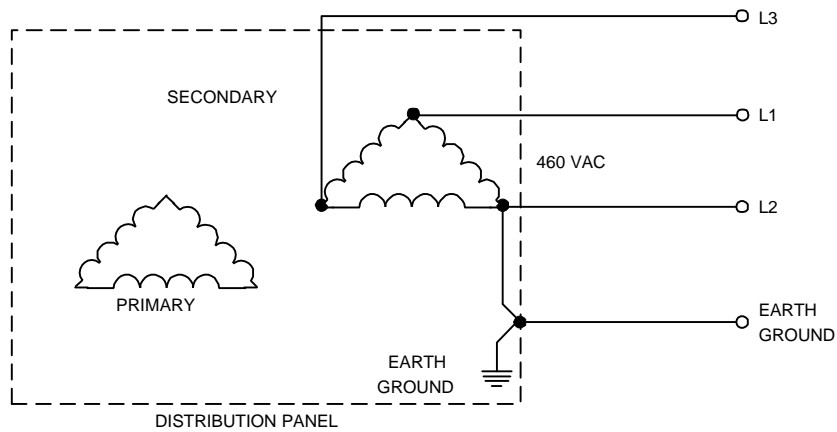 L3
SECONDARY
L1
460 VAC
L2
PRIMARY
EARTH
GROUND
EARTH
GROUND
DISTRIBUTION PANEL